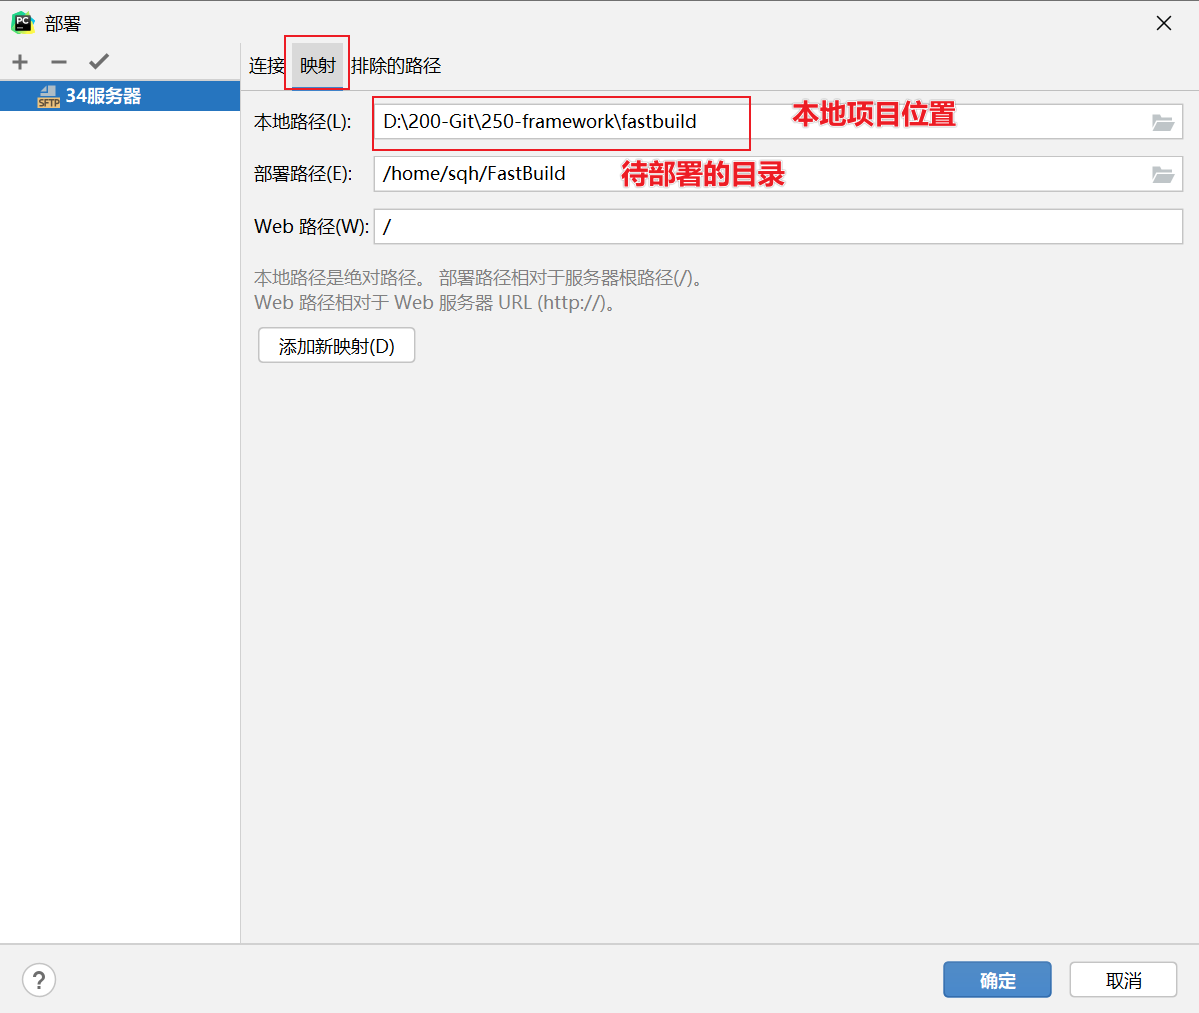 部署
连接 映射 排除的路径
34服务器
SFTP
本地路径(L): D:\200-Git\250-framework\fastbuild 本地项目位置
部署路径(E): /home/sqh/FastBuild 待部署的目录
Web 路径(W): /
本地路径是绝对路径。 部署路径相对于服务器根路径(/)。
Web 路径相对于 Web 服务器 URL (http://)。
添加新映射(D)
? 确定 取消